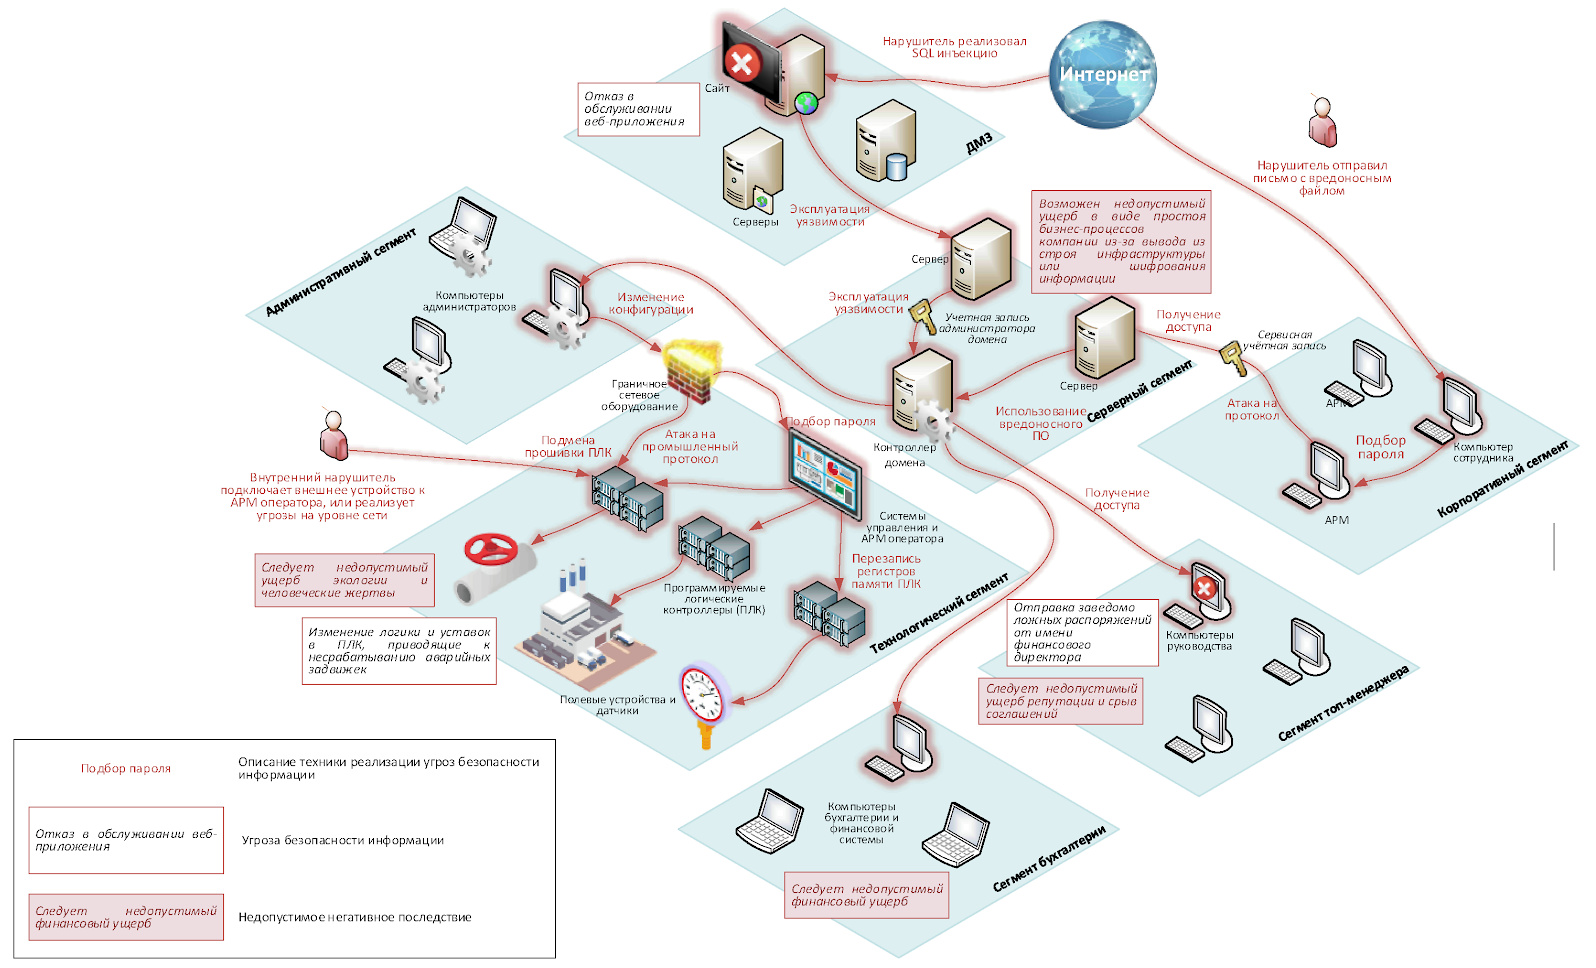 Нарушитель реализовал
SQL инъекцию
Интернет
Сайт
Отказ в
обслуживании
веб-приложения
ДМЗ
Серверы
Нарушитель отправил
письмо с вредоносным
файлом
Эксплуатация
уязвимости
Возможен недопустимый
ущерб в виде простоя
бизнес-процессов
компании из-за вывода из
строя инфраструктуры
или шифрования
информации
Административный сегмент
Компьютеры
администраторов
Изменение
конфигурации
Сервер
Эксплуатация
уязвимости
Учетная запись
администратора
домена
Получение
доступа
Сервисная
учётная запись
Сервер
Серверный сегмент
Граничное
сетевое
оборудование
Подбор пароля
Использование
вредоносного
ПО
Контроллер
домена
АРМ
Атака на
протокол
Подбор
пароля
Компьютер
сотрудника
АРМ
Корпоративный сегмент
Подмена
прошивки ПЛК
Атака на
промышленный
протокол
Внутренний нарушитель
подключает внешнее устройство к
АРМ оператора, или реализует
угрозы на уровне сети
Получение
доступа
Системы
управления и
АРМ оператора
Перезапись
регистров
памяти ПЛК
Следует недопустимый
ущерб экологии и
человеческие жертвы
Программируемые
логические
контроллеры (ПЛК)
Технологический сегмент
Изменение логики и уставок
в ПЛК, приводящие к
несрабатыванию аварийных
задвижек
Полевые устройства и
датчики
Отправка заведомо
ложных распоряжений
от имени
финансового
директора
Компьютеры
руководства
Следует недопустимый
ущерб репутации и срыв
соглашений
Сегмент топ-менеджера
Компьютеры
бухгалтерии и
финансовой
системы
Сегмент бухгалтерии
Следует недопустимый
финансовый ущерб
Подбор пароля
Описание техники реализации угроз безопасности
информации
Отказ в обслуживании веб-
приложения
Угроза безопасности информации
Следует недопустимый
финансовый ущерб
Недопустимое негативное последствие